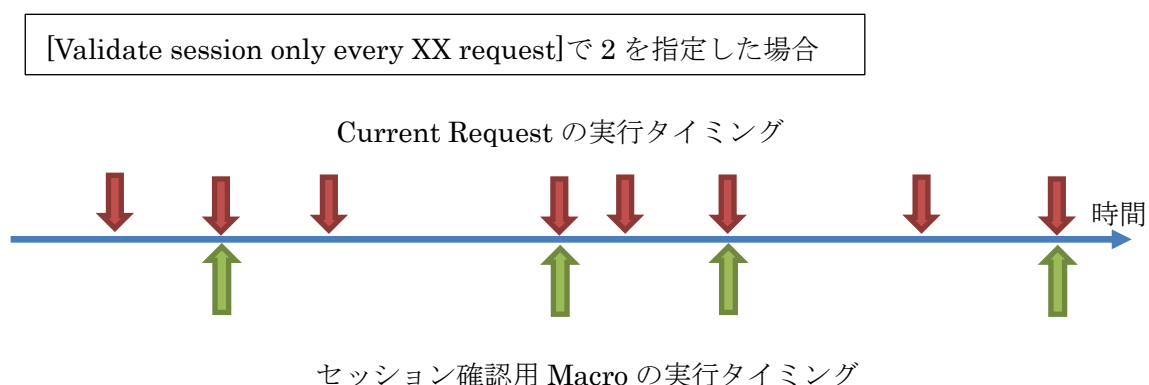 [Validate session only every XX request]で 2 を指定した場合
Current Request の実行タイミング
時間
セッション確認用 Macro の実行タイミング